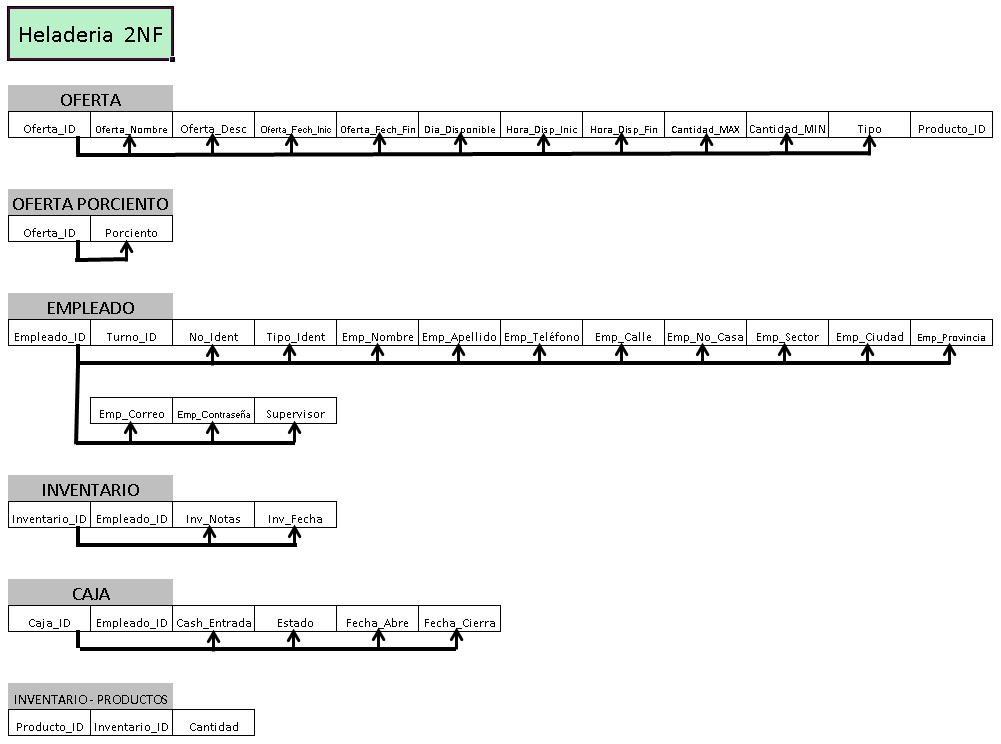 Heladeria 2NF
OFERTA
Oferta_ID Oferta_Nombre Oferta_Desc Oferta_Fech_Inic Oferta_Fech_Fin Dia_Disponible Hora_Disp_Inic Hora_Disp_Fin Cantidad_MAX Cantidad_MIN Tipo Producto_ID
OFERTA PORCIENTO
Oferta_ID Porciento
EMPLEADO
Empleado_ID Turno_ID No_Ident Tipo_Ident Emp_Nombre Emp_Apellido Emp_Teléfono Emp_Calle Emp_No_Casa Emp_Sector Emp_Ciudad Emp_Provincia
Emp_Correo Emp_Contraseña Supervisor
INVENTARIO
Inventario_ID Empleado_ID Inv_Notas Inv_Fecha
CAJA
Caja_ID Empleado_ID Cash_Entrada Estado Fecha_Abre Fecha_Cierra
INVENTARIO - PRODUCTOS
Producto_ID Inventario_ID Cantidad